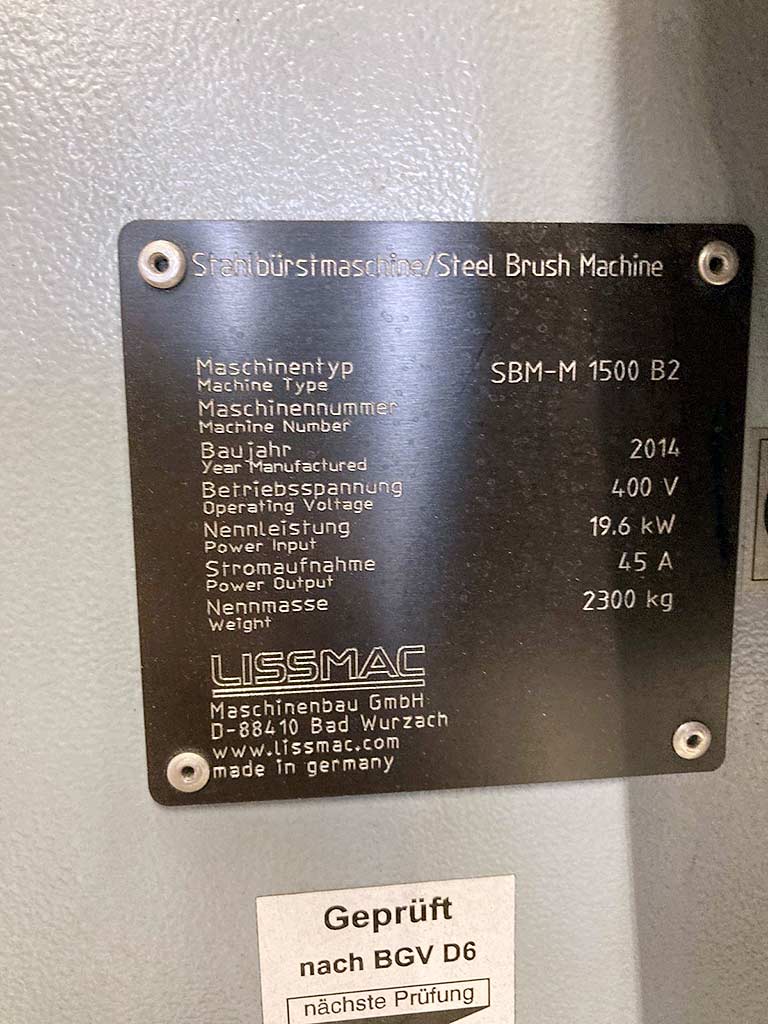 Stahlbürstmaschine/Steel Brush Machine
Maschinentyp SBM-M 1500 B2
Machine Type
Maschinennummer
Machine Number
Baujahr 2014
Year Manufactured
Betriebsspannung 400 V
Operating Voltage
Nennleistung 19.6 kW
Power Input
Stromaufnahme 45 A
Power Output
Nennmasse 2300 kg
Weight
LISSMAC
Maschinenbau GmbH
D-88410 Bad Wurzach
www.lissmac.com
made in germany
Geprüft
nach BGV D6
nächste Prüfung